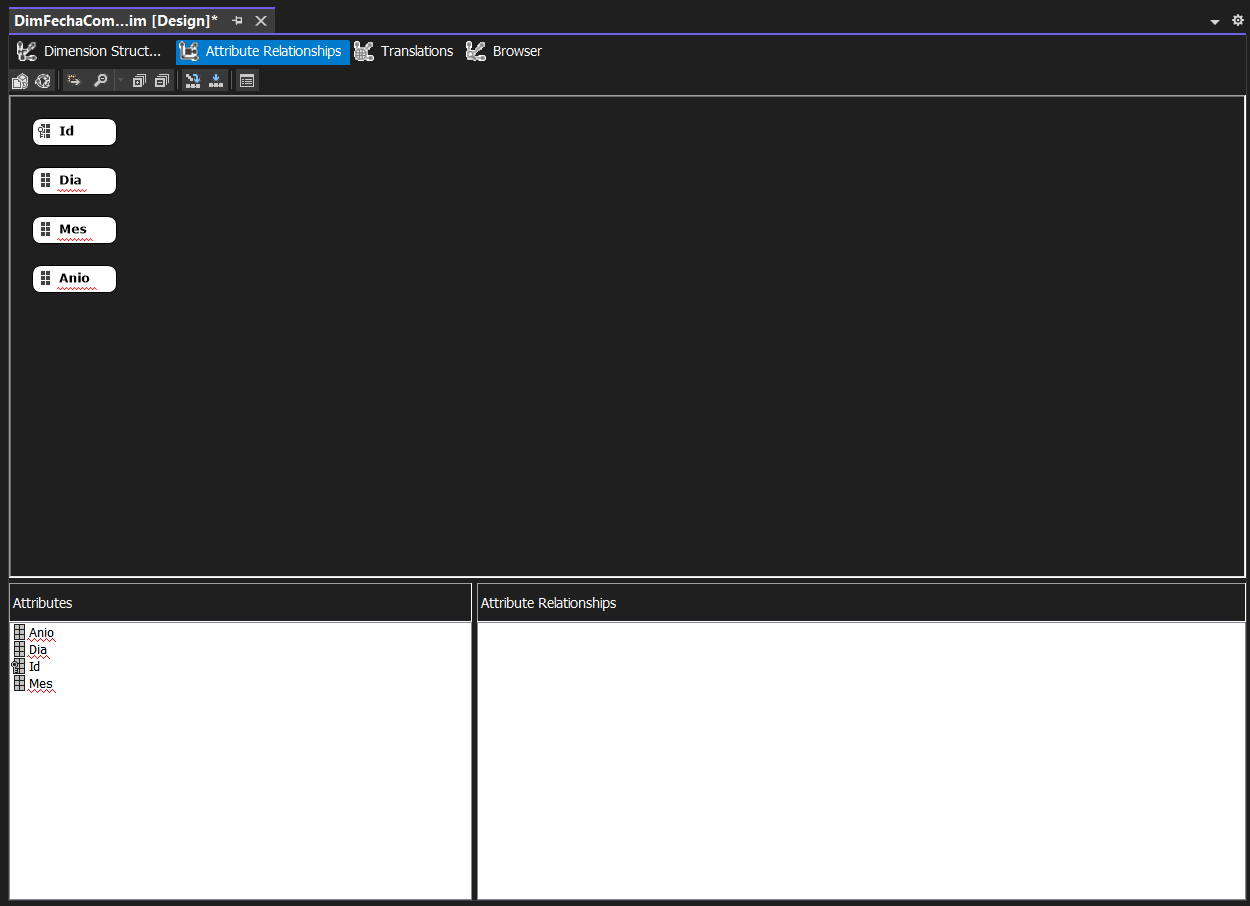 DimFechaCom...im [Design]*
Dimension Struct... Attribute Relationships Translations Browser
Id
Dia
Mes
Anio
Attributes
Anio
Dia
Id
Mes
Attribute Relationships